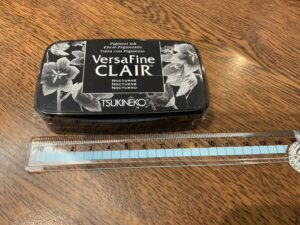 Pigment Ink
Encre Pigmentée
Tinta con Pigmento
VersaFine
CLAIR
Nocturne
Nocturne
Nocturno
TSUKINEKO